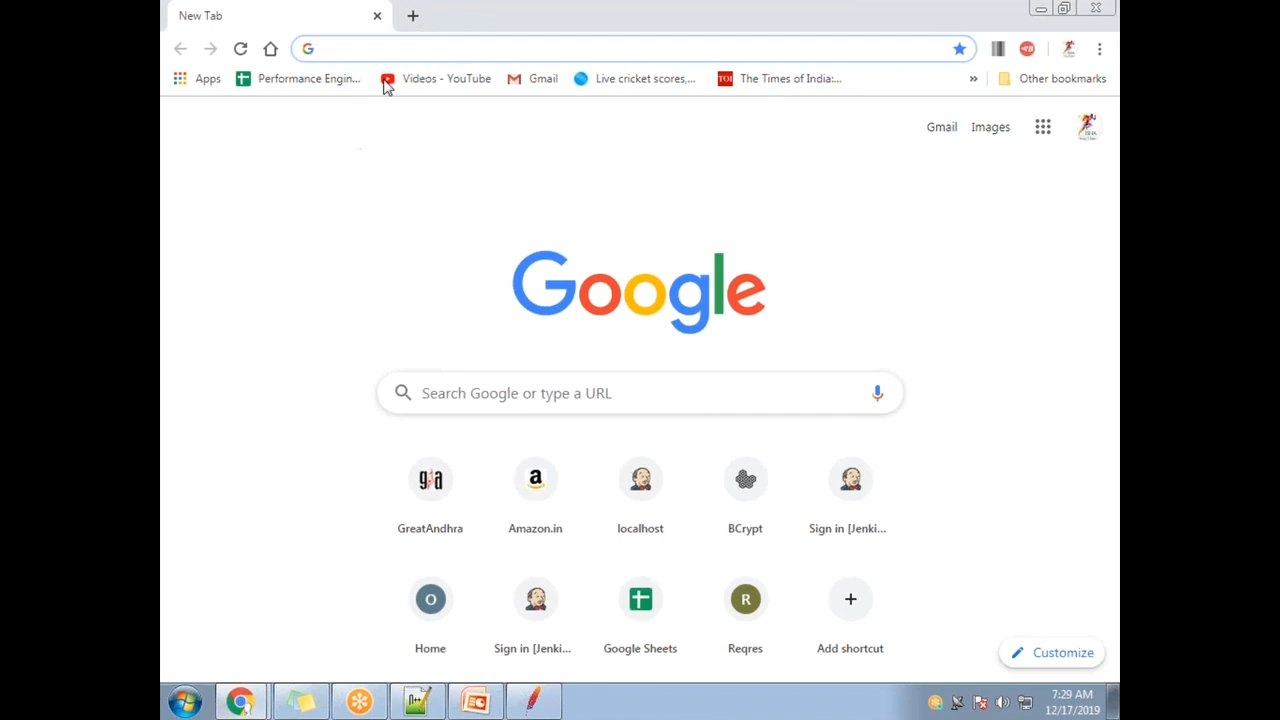 New Tab
Apps Performance Engin... Videos - YouTube Gmail Live cricket scores,... TOI The Times of India:... » Other bookmarks
Gmail Images
Google
Search Google or type a URL
GreatAndhra Amazon.in localhost BCrypt Sign in [Jenki...
O R
Home Sign in [Jenki... Google Sheets Reqres Add shortcut
Customize
7:29 AM
12/17/2019